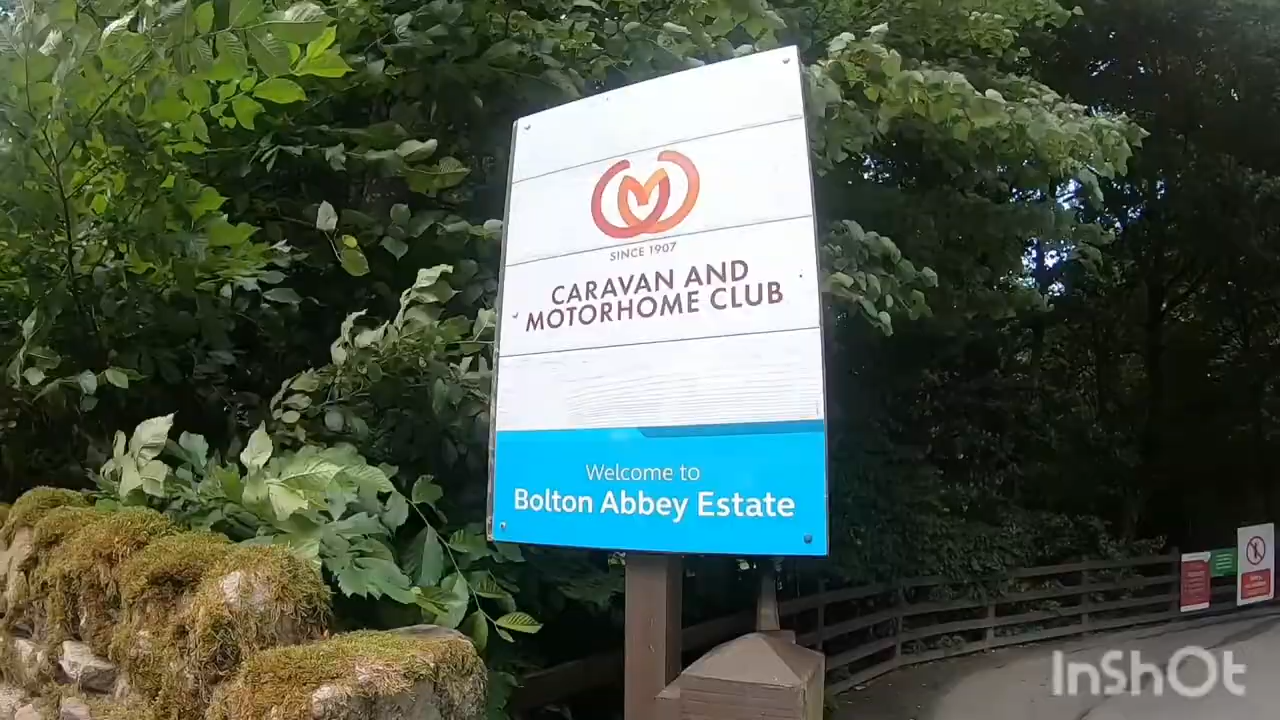 SINCE 1907
CARAVAN AND
MOTORHOME CLUB
Welcome to
Bolton Abbey Estate
InShOt